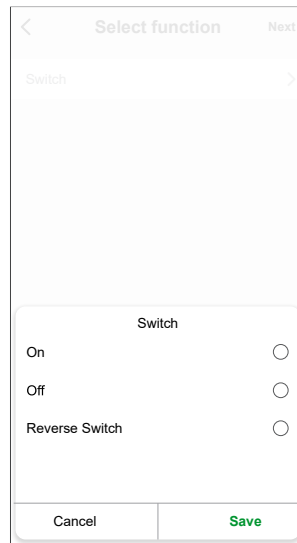 Select function Next
Switch
Switch
On
Off
Reverse Switch
Cancel Save